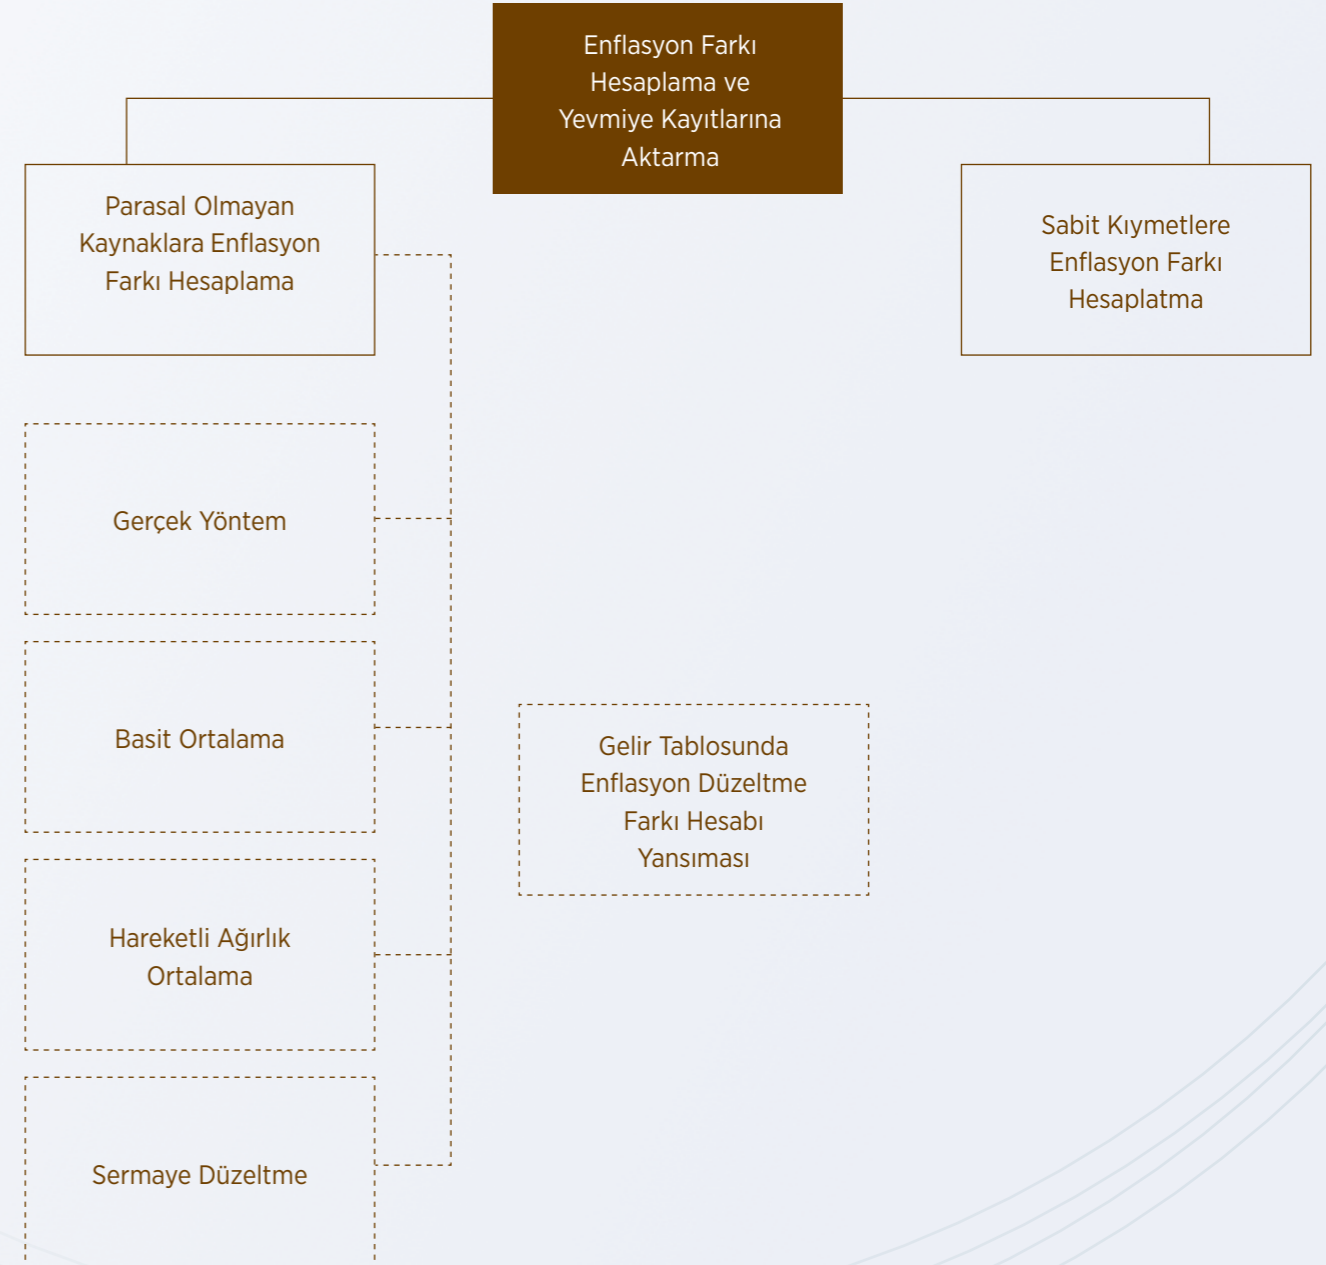 Enflasyon Farkı
Hesaplama ve
Yevmiye Kayıtlarına
Aktarma
Parasal Olmayan
Kaynaklara Enflasyon
Farkı Hesaplama
Sabit Kıymetlere
Enflasyon Farkı
Hesaplatma
Gerçek Yöntem
Basit Ortalama
Gelir Tablosunda
Enflasyon Düzeltme
Farkı Hesabı
Yansıması
Hareketli Ağırlık
Ortalama
Sermaye Düzeltme